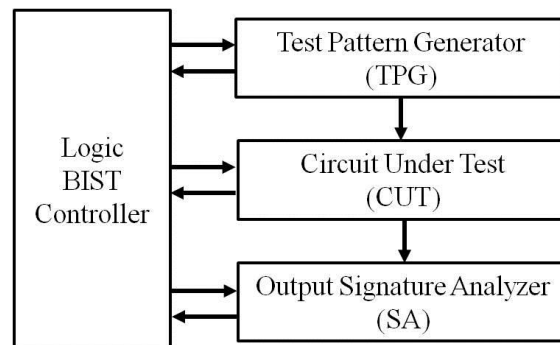 Logic
BIST
Controller
Test Pattern Generator
(TPG)
Circuit Under Test
(CUT)
Output Signature Analyzer
(SA)